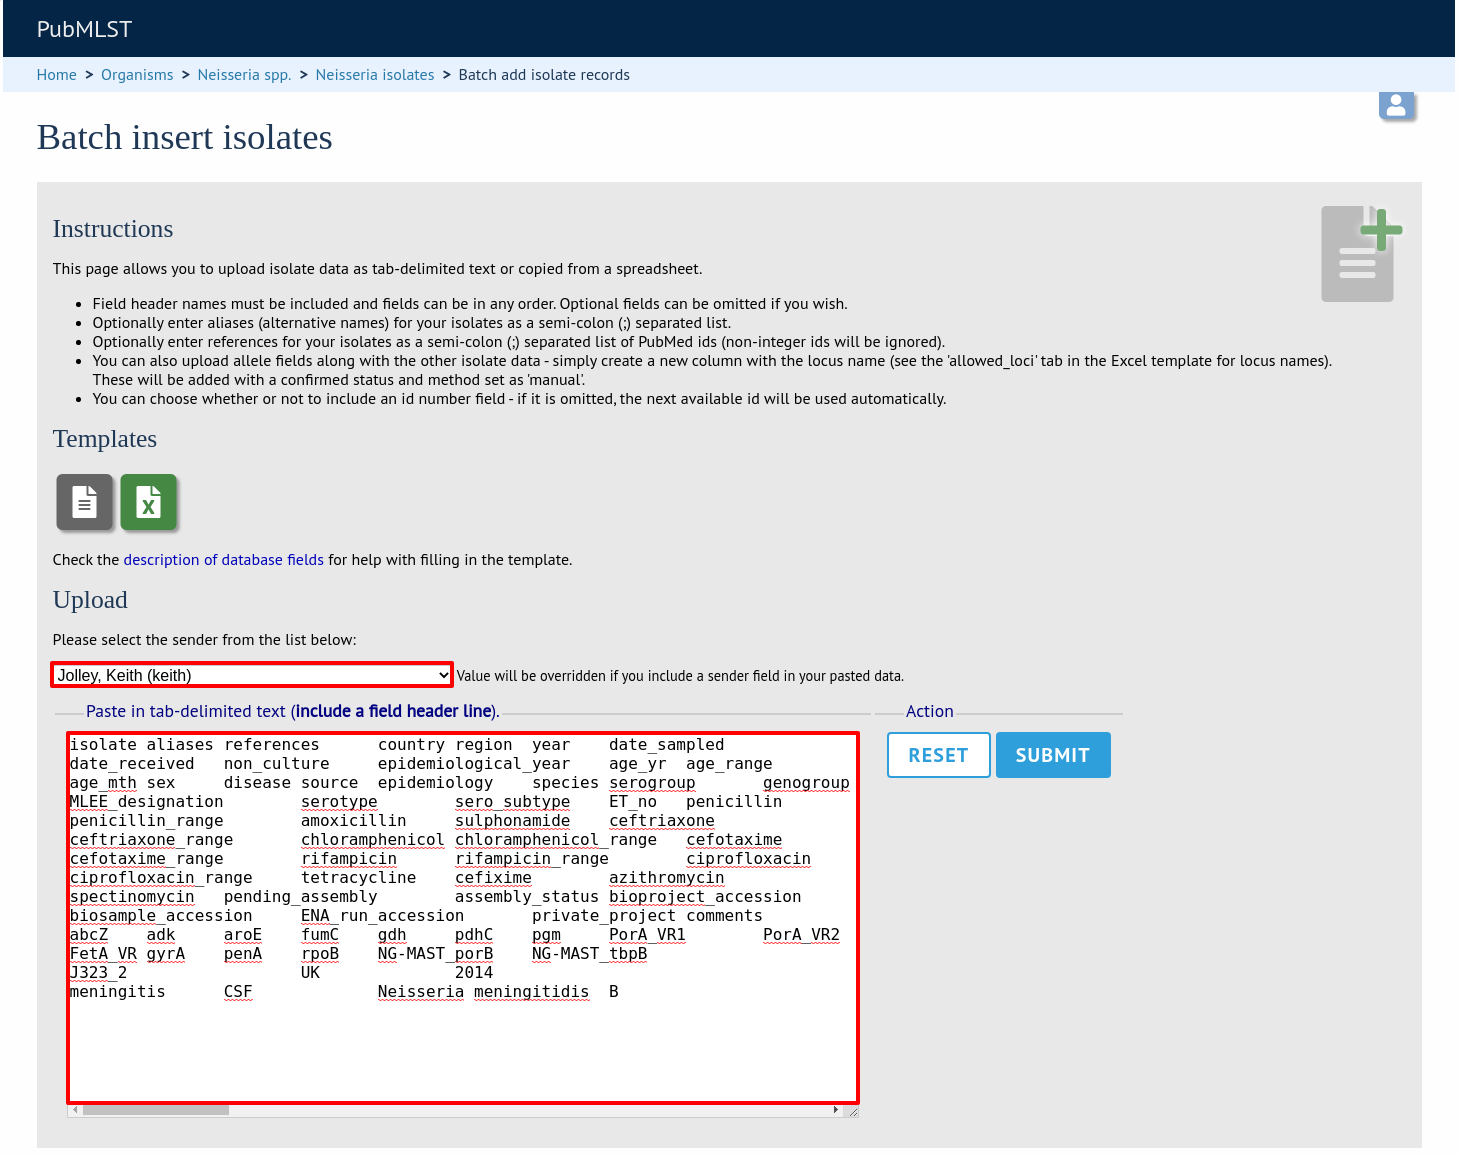 PubMLST
Home > Organisms > Neisseria spp. > Neisseria isolates > Batch add isolate records
Batch insert isolates
Instructions
This page allows you to upload isolate data as tab-delimited text or copied from a spreadsheet.
• Field header names must be included and fields can be in any order. Optional fields can be omitted if you wish.
• Optionally enter aliases (alternative names) for your isolates as a semi-colon (;) separated list.
• Optionally enter references for your isolates as a semi-colon (;) separated list of PubMed ids (non-integer ids will be ignored).
• You can also upload allele fields along with the other isolate data - simply create a new column with the locus name (see the 'allowed_loci' tab in the Excel template for locus names).
These will be added with a confirmed status and method set as 'manual'.
• You can choose whether or not to include an id number field - if it is omitted, the next available id will be used automatically.
Templates
X
Check the description of database fields for help with filling in the template.
Upload
Please select the sender from the list below:
Jolley, Keith (keith) Value will be overridden if you include a sender field in your pasted data.
Paste in tab-delimited text (include a field header line).
Action
RESET SUBMIT
isolate aliases references country region year date_sampled
date_received non_culture epidemiological_year age_yr age_range
age_mth sex disease source epidemiology species serogroup genogroup
MLEE_designation serotype sero_subtype ET_no penicillin
penicillin_range amoxicillin sulphonamide ceftriaxone
ceftriaxone_range chloramphenicol chloramphenicol_range cefotaxime
cefotaxime_range rifampicin rifampicin_range ciprofloxacin
ciprofloxacin_range tetracycline cefixime azithromycin
spectinomycin pending_assembly assembly_status bioproject_accession
biosample_accession ENA_run_accession private_project comments
abcZ adk aroE fumC gdh pdhC pgm PorA_VR1 PorA_VR2
FetA_VR gyrA penA rpoB NG-MAST_porB NG-MAST_tbpB
J323_2 UK 2014
meningitis CSF Neisseria meningitidis B